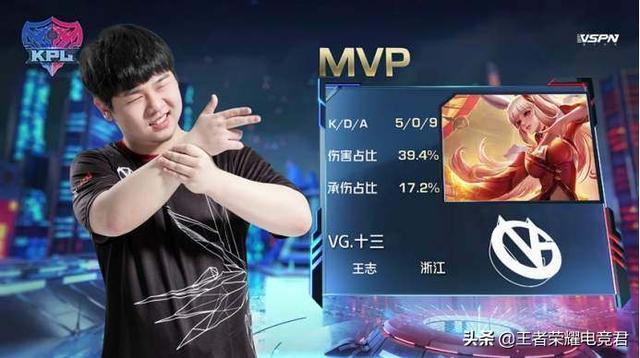 KPL
VSPN
MVP
K/D/A 5/0/9
伤害占比 39.4%
承伤占比 17.2%
VG.十三
王志 浙江
VG
头条 @王者荣耀电竞君